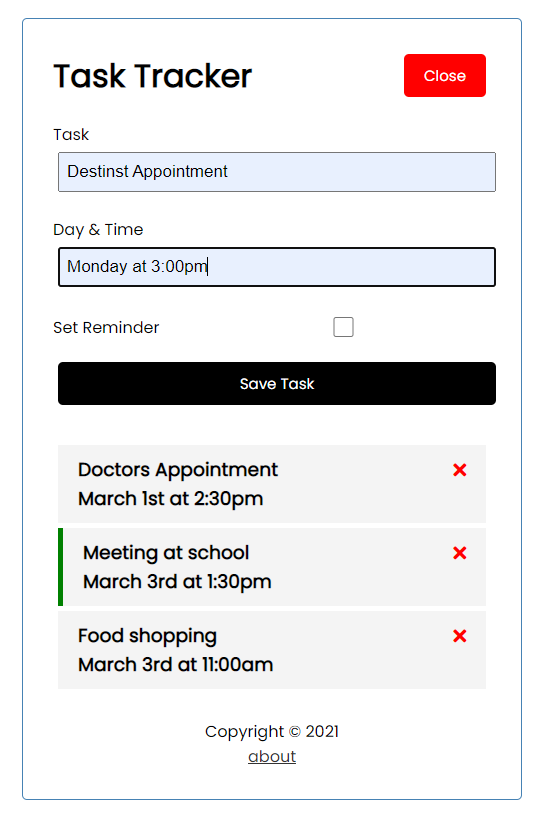 Task Tracker
Close
Task
Destinst Appointment
Day & Time
Monday at 3:00pm
Set Reminder
Save Task
Doctors Appointment
March 1st at 2:30pm
Meeting at school
March 3rd at 1:30pm
Food shopping
March 3rd at 11:00am
Copyright © 2021
about